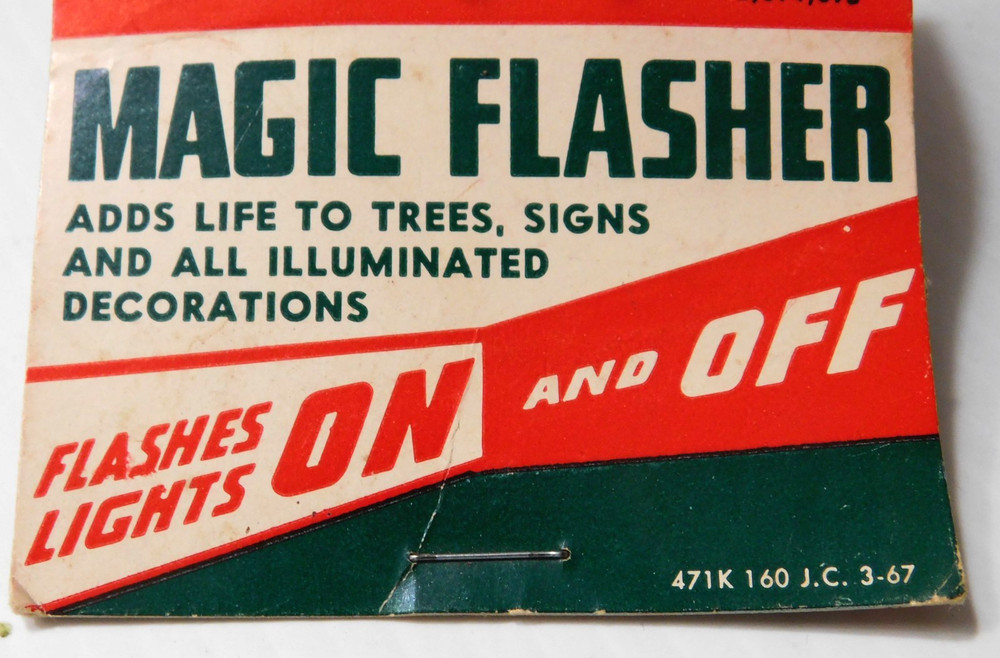 MAGIC FLASHER
ADDS LIFE TO TREES, SIGNS
AND ALL ILLUMINATED
DECORATIONS
FLASHES
LIGHTS ON AND OFF
471K 160 J.C. 3-67